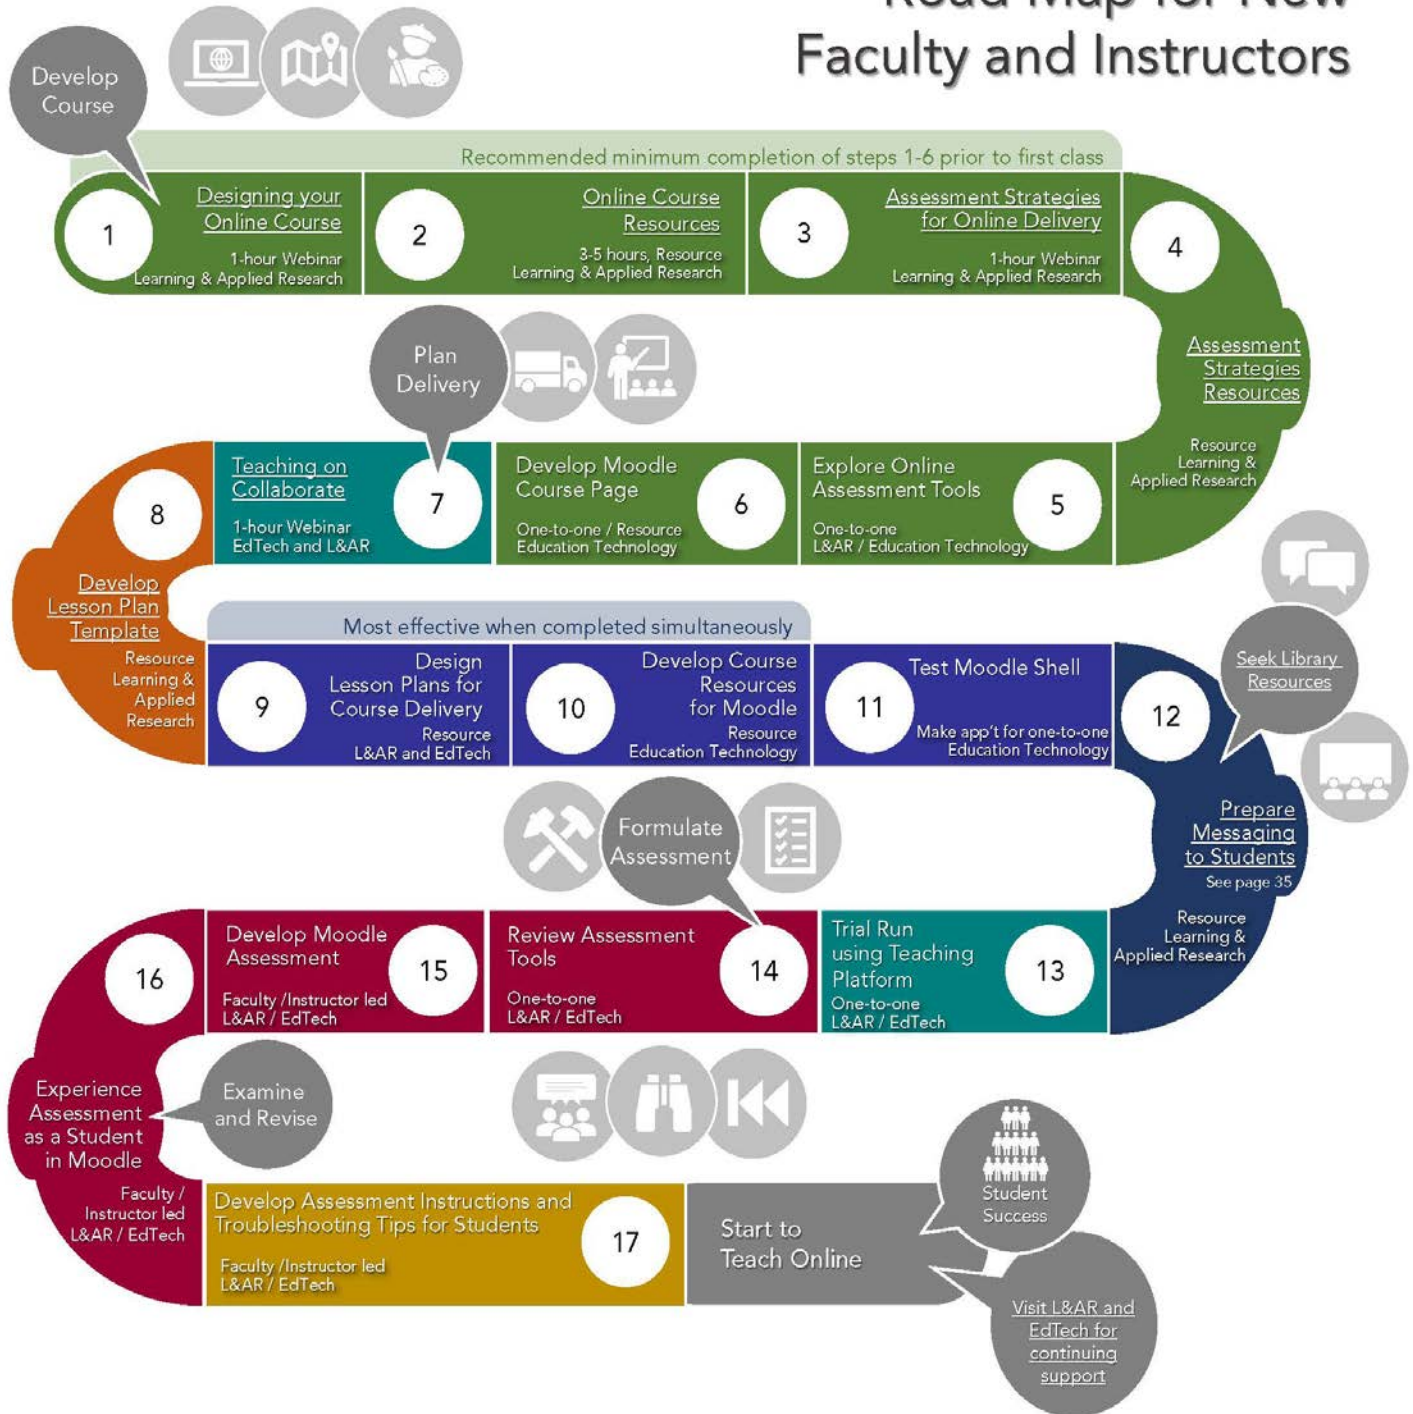 Road Map for New
Faculty and Instructors
Develop
Course
Recommended minimum completion of steps 1-6 prior to first class
1
Designing your
Online Course
1-hour Webinar
Learning & Applied Research
2
Online Course
Resources
3-5 hours, Resource
Learning & Applied Research
3
Assessment Strategies
for Online Delivery
1-hour Webinar
Learning & Applied Research
4
Assessment
Strategies
Resources
Resource
Learning &
Applied Research
Explore Online
Assessment Tools
One-to-one
L&AR / Education Technology
5
Develop Moodle
Course Page
One-to-one / Resource
Education Technology
6
Plan
Delivery
Teaching on
Collaborate
1-hour Webinar
EdTech and L&AR
7
8
Develop
Lesson Plan
Template
Resource
Learning &
Applied
Research
Most effective when completed simultaneously
9
Design
Lesson Plans for
Course Delivery
Resource
L&AR and EdTech
10
Develop Course
Resources
for Moodle
Resource
Education Technology
11
Test Moodle Shell
Make app't for one-to-one
Education Technology
12
Seek Library
Resources
Prepare
Messaging
to Students
See page 35
Resource
Learning &
Applied Research
Trial Run
using Teaching
Platform
One-to-one
L&AR / EdTech
13
Formulate
Assessment
Review Assessment
Tools
One-to-one
L&AR / EdTech
14
Develop Moodle
Assessment
Faculty /Instructor led
L&AR / EdTech
15
16
Experience
Assessment
as a Student
in Moodle
Faculty /
Instructor led
L&AR / EdTech
Examine
and Revise
Develop Assessment Instructions and
Troubleshooting Tips for Students
Faculty /Instructor led
L&AR / EdTech
17
Start to
Teach Online
Student
Success
Visit L&AR and
EdTech for
continuing
support